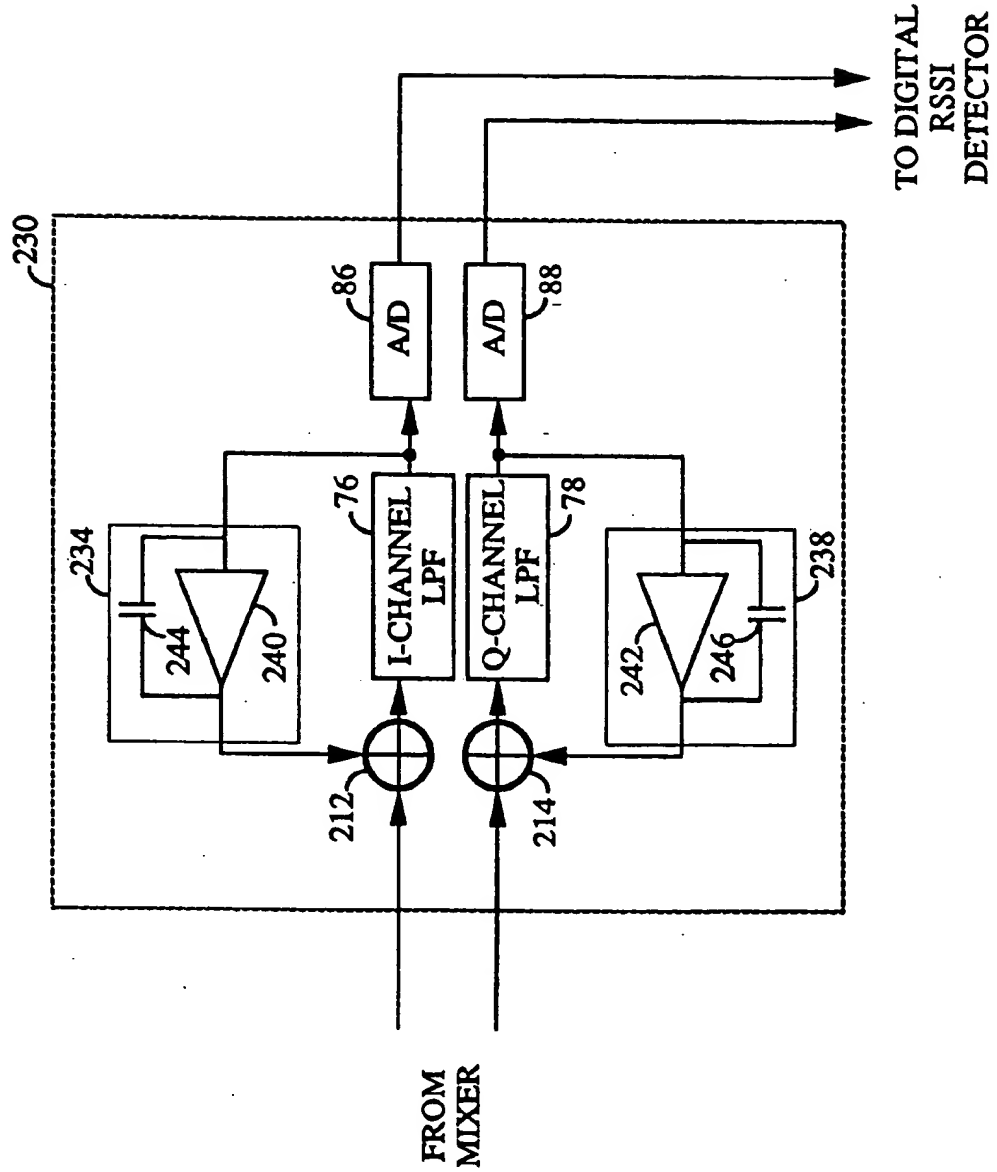 230
234
244
240
76
I-CHANNEL
LPF
86
A/D
212
FROM
MIXER
214
Q-CHANNEL
LPF
78
A/D
88
242
246
238
TO DIGITAL
RSSI
DETECTOR